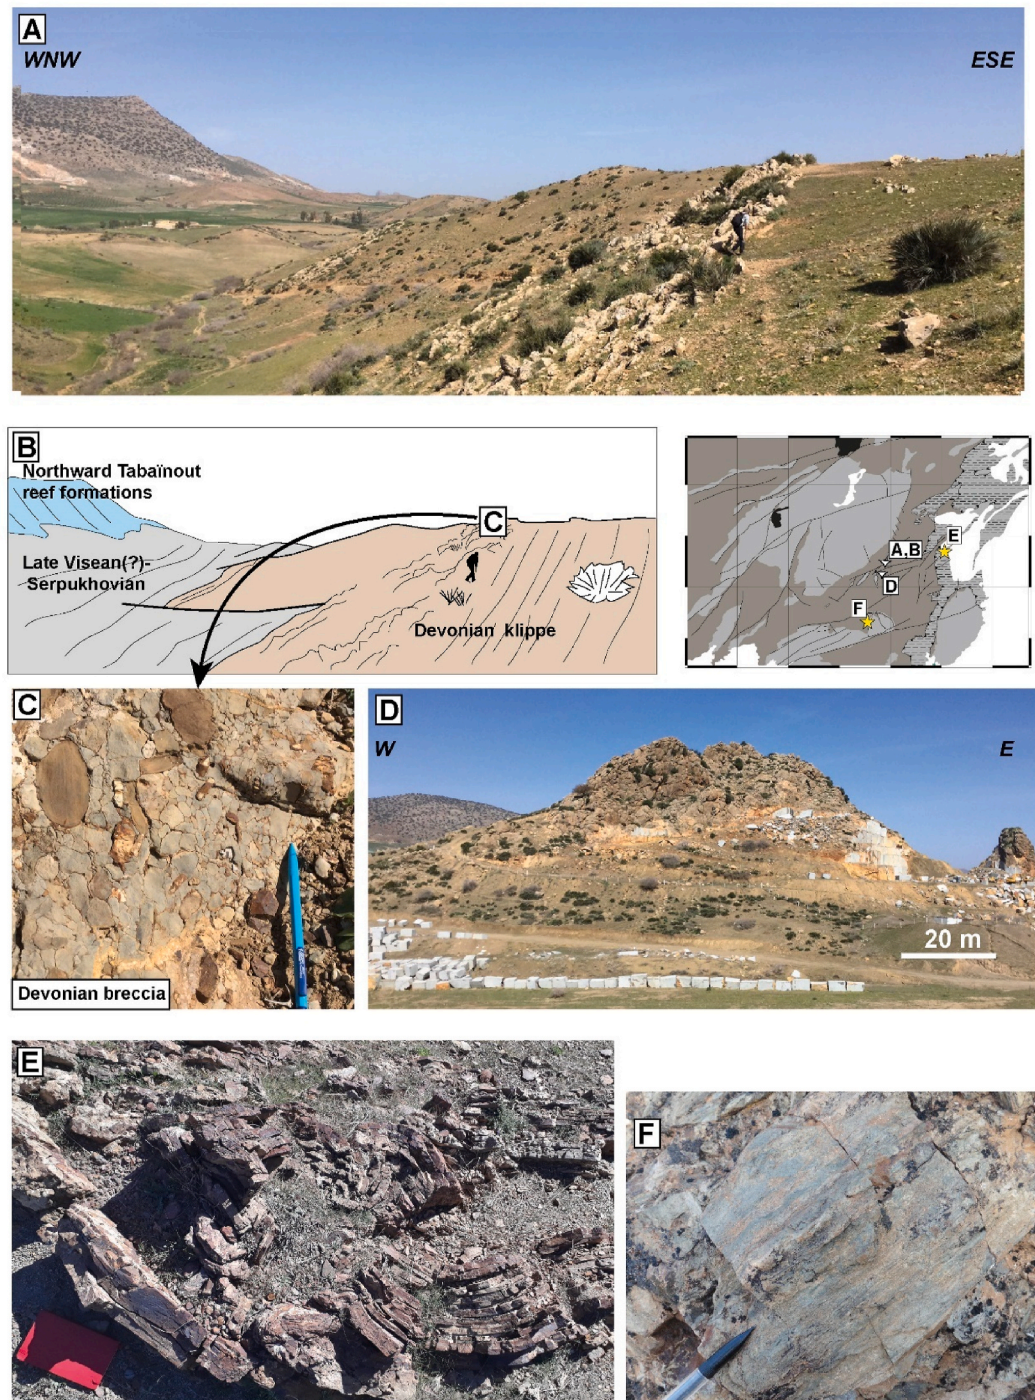 A
WNW
ESE
B
Northward Tabaïnout
reef formations
C
Late Visean(?)-
Serpukhovian
Devonian klippe
A,B
E
D
F
C
Devonian breccia
D
W
E
20 m
E
F